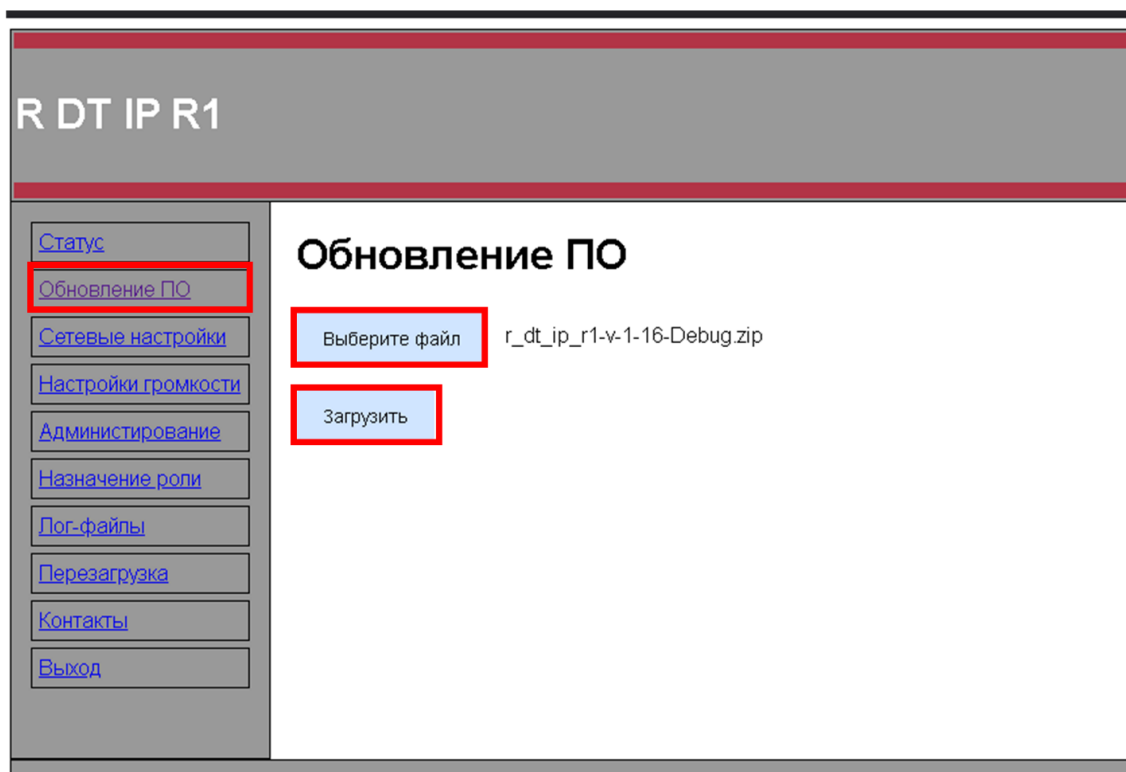 R DT IP R1
Статус
Обновление ПО
Сетевые настройки
Настройки громкости
Администирование
Назначение роли
Лог-файлы
Перезагрузка
Контакты
Выход
Обновление ПО
Выберите файл r_dt_ip_r1-v-1-16-Debug.zip
Загрузить